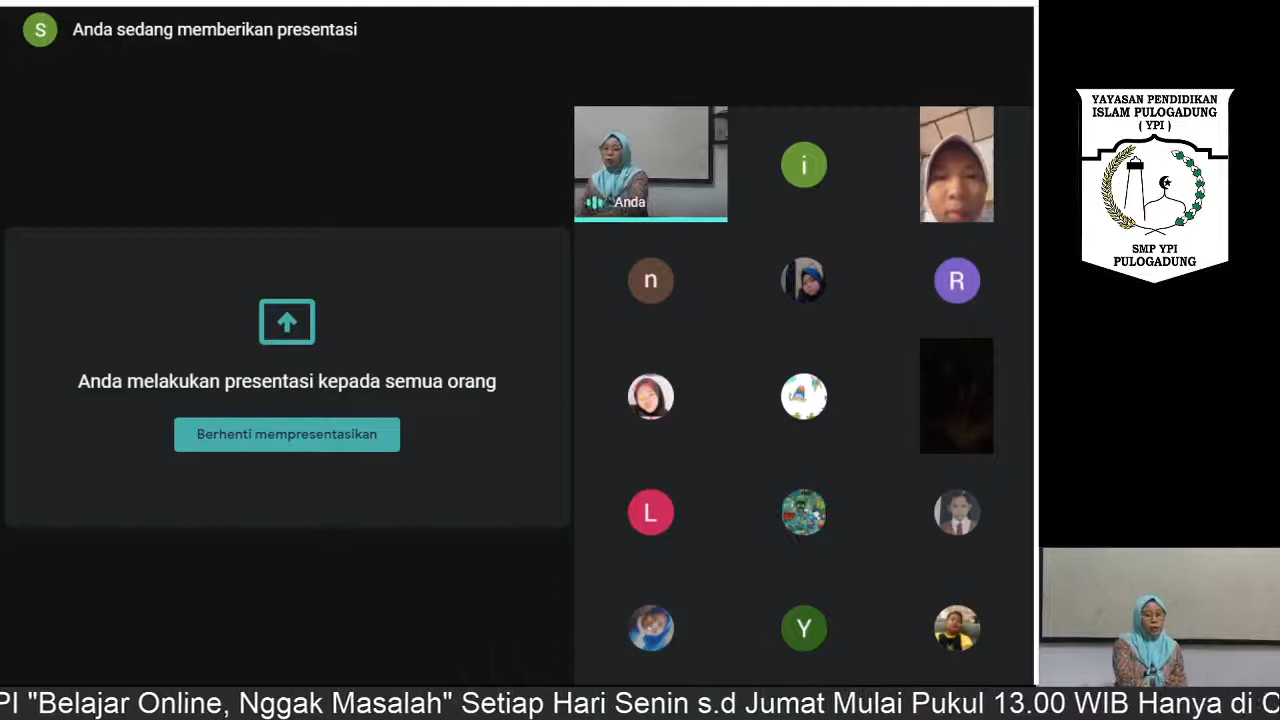 S
Anda sedang memberikan presentasi
Anda melakukan presentasi kepada semua orang
Berhenti mempresentasikan
Anda
i
n
R
L
Y
YAYASAN PENDIDIKAN
ISLAM PULOGADUNG
( YPI )
SMP YPI
PULOGADUNG
PI "Belajar Online, Nggak Masalah" Setiap Hari Senin s.d Jumat Mulai Pukul 13.00 WIB Hanya di